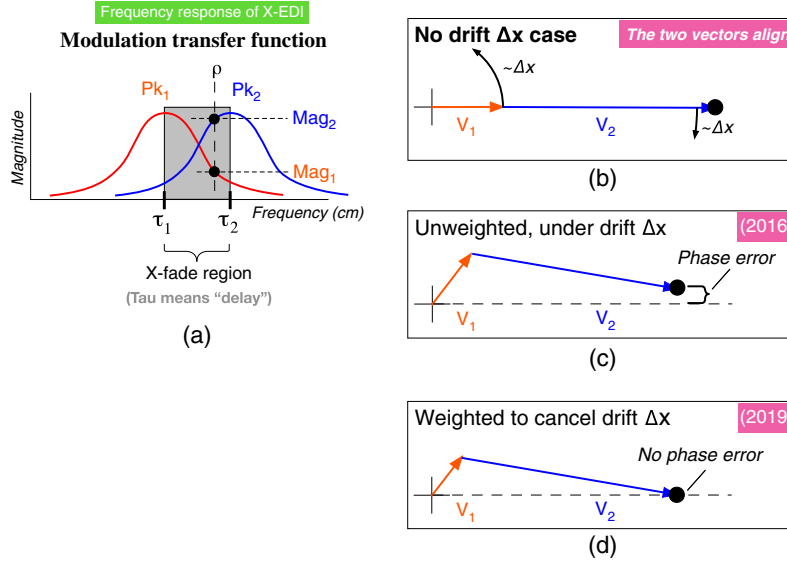 Frequency response of X-EDI
Modulation transfer function
ρ
Pk1
Pk2
Mag2
Mag1
Magnitude
τ1
τ2
Frequency (cm)
X-fade region
(Tau means “delay”)
(a)
No drift Δx case
The two vectors align
~Δx
V1
V2
~Δx
(b)
Unweighted, under drift Δx
(2016
Phase error
V1
V2
(c)
Weighted to cancel drift Δx
(2019
No phase error
V1
V2
(d)